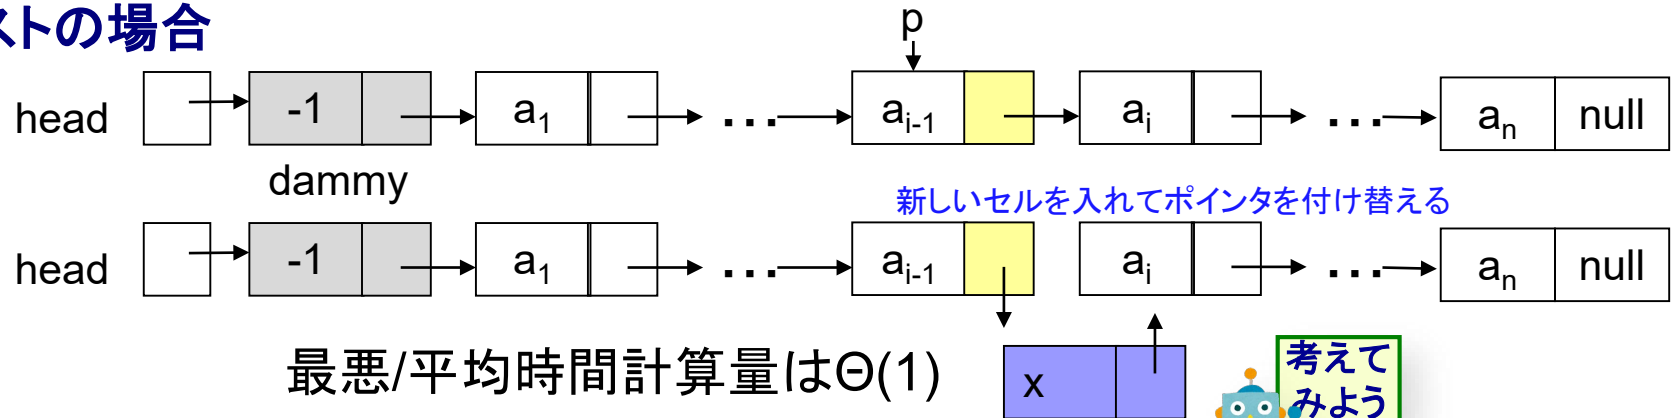 ストの場合
p
head -1 a1 ... ai-1 ai ... an null
dammy
新しいセルを入れてポインタを付け替える
head -1 a1 ... ai-1 ai ... an null
最悪/平均時間計算量はΘ(1)
x
考えて
みよう